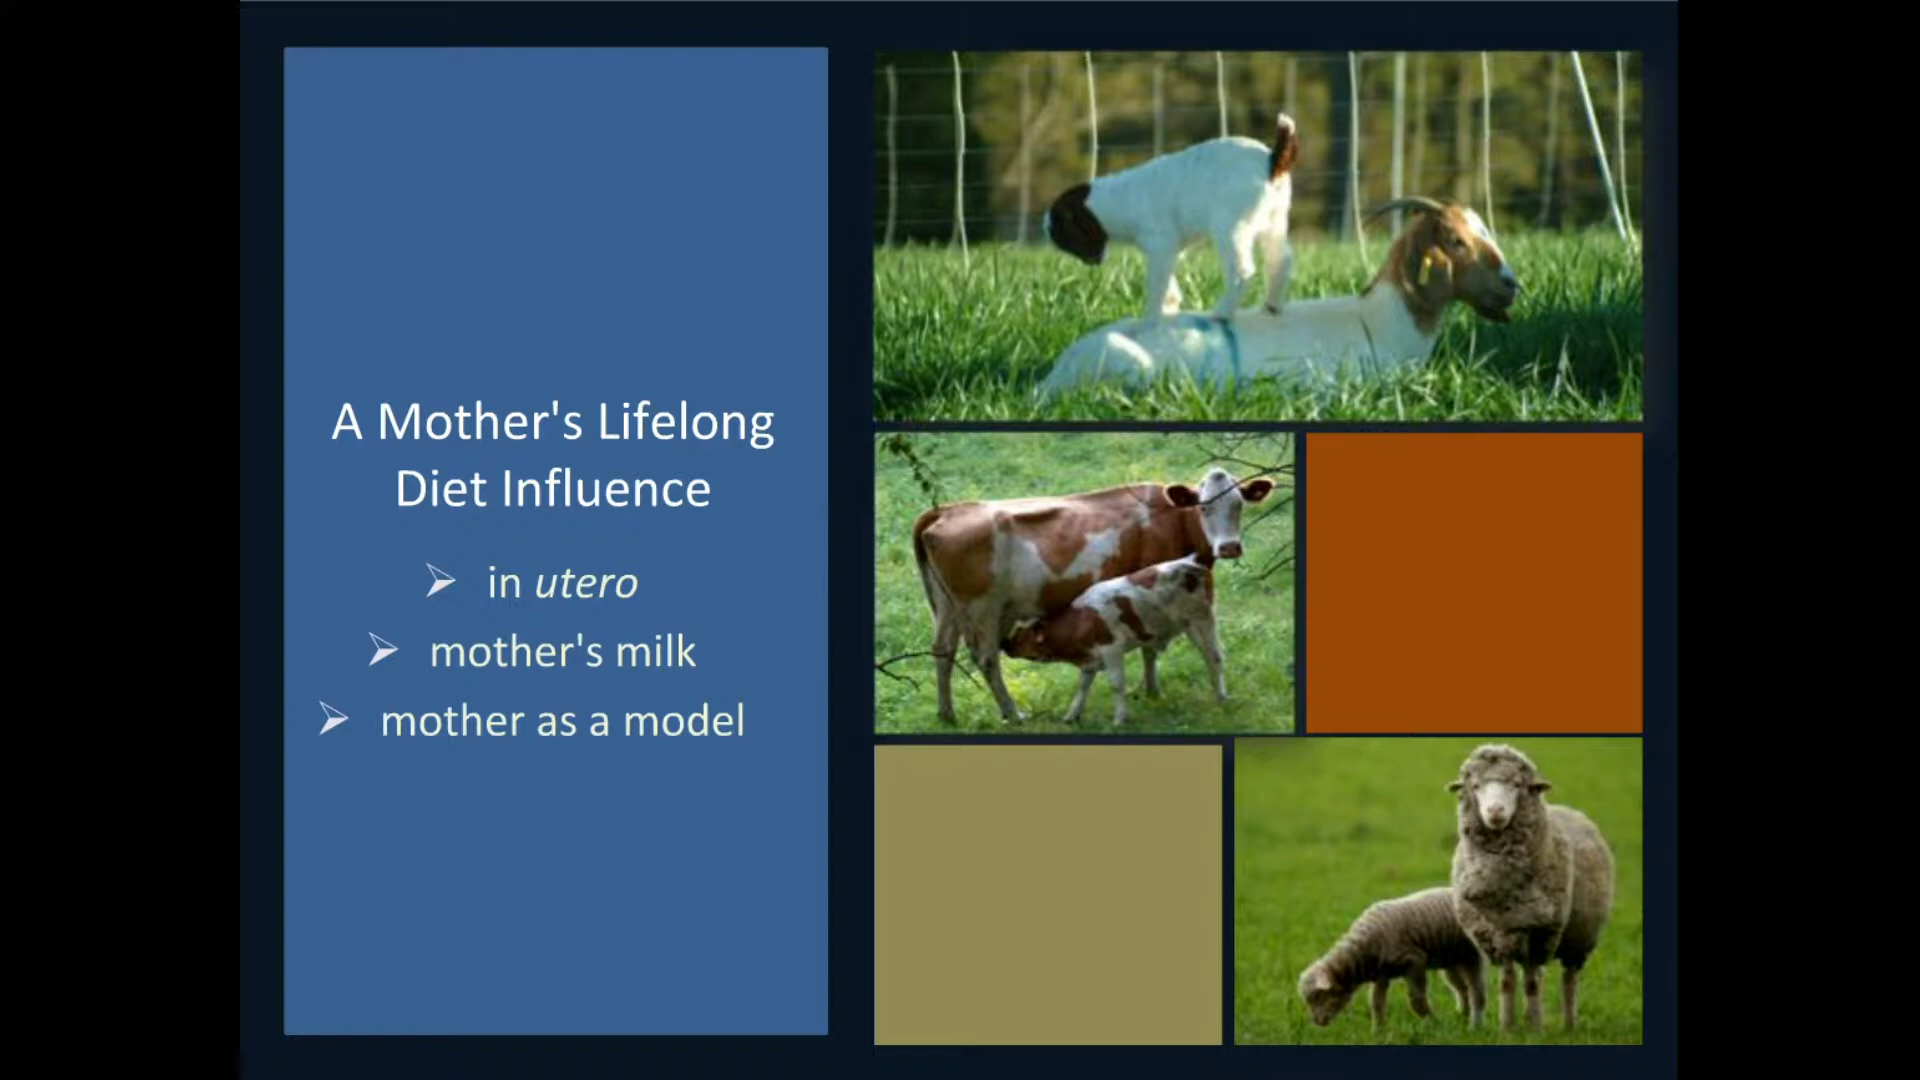 A Mother's Lifelong
Diet Influence
➢ in utero
➢ mother's milk
➢ mother as a model